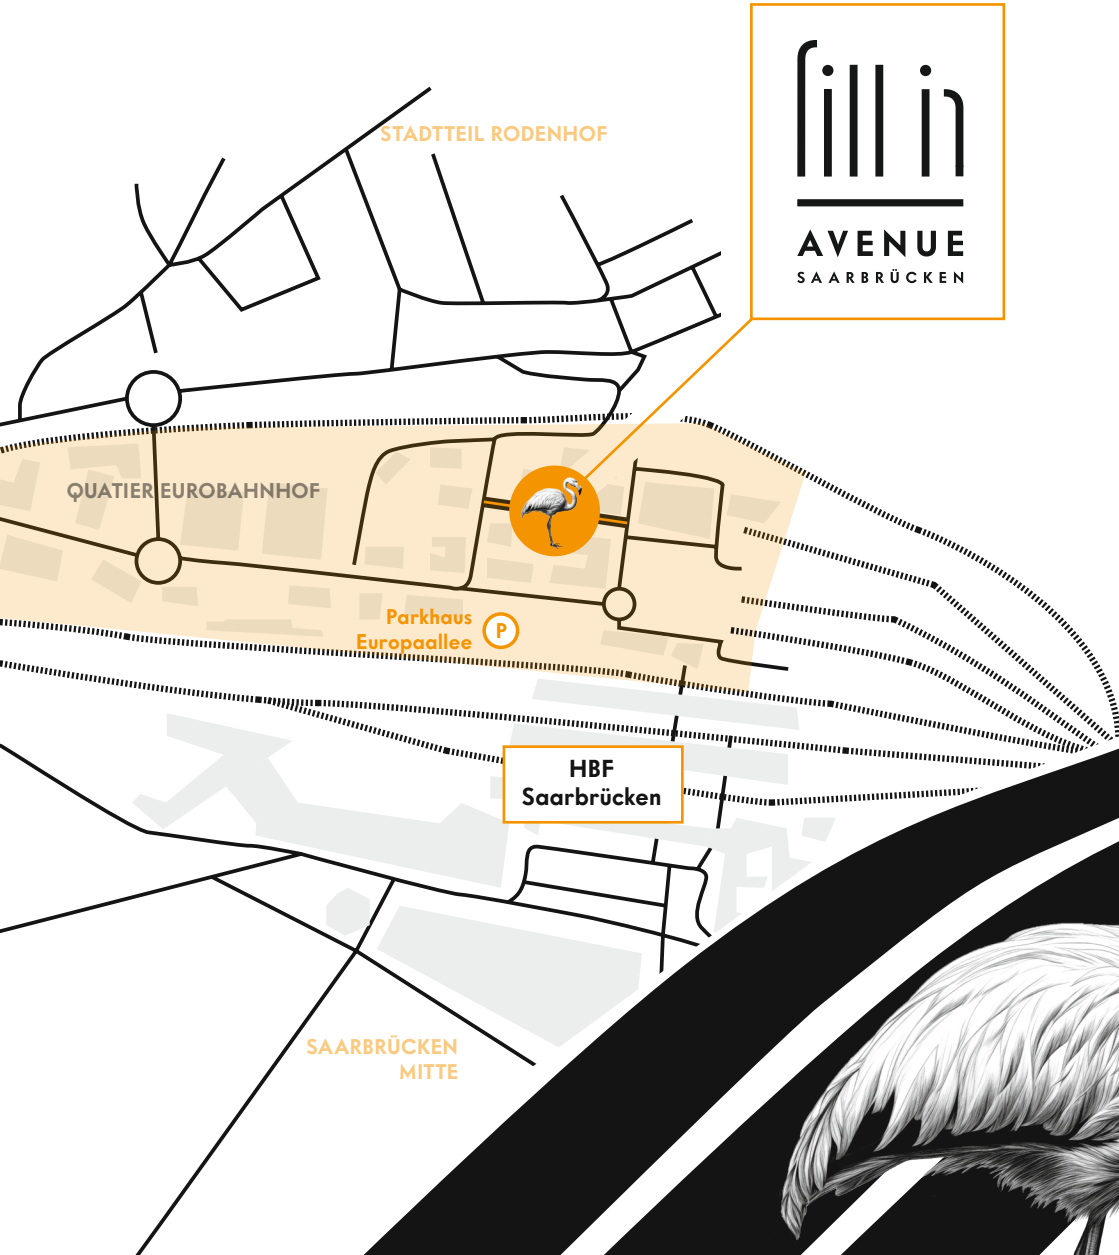 fill in
AVENUE
SAARBRÜCKEN
STADTTEIL RODENHOF
QUATIER EUROBAHNHOF
Parkhaus
Europaallee
P
HBF
Saarbrücken
SAARBRÜCKEN
MITTE